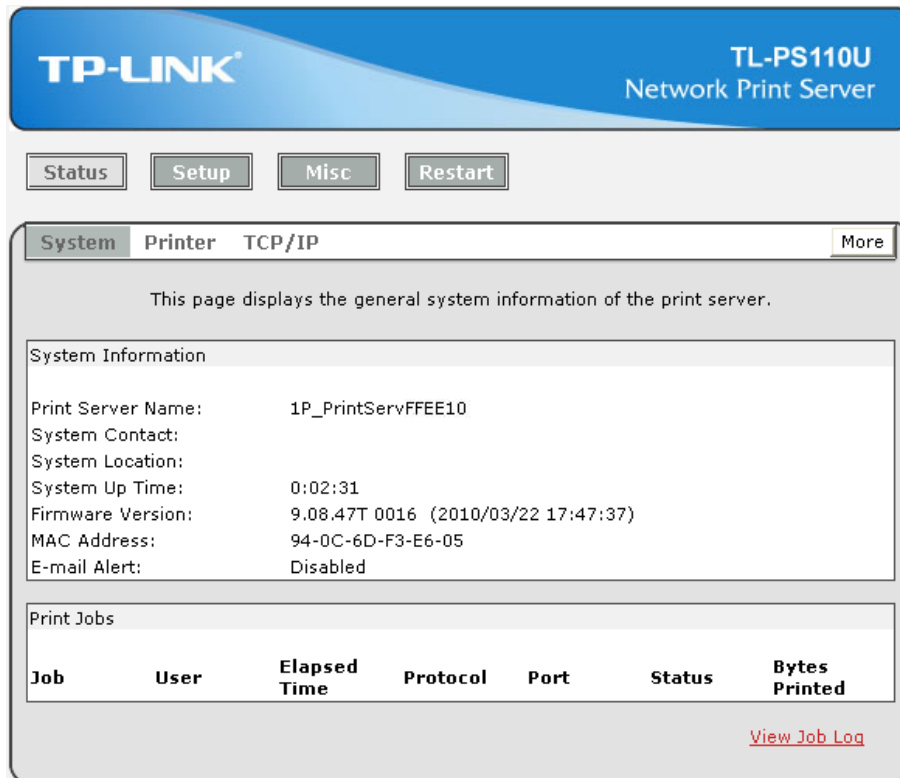 TP-LINK®
TL-PS110U
Network Print Server
Status Setup Misc Restart
System Printer TCP/IP More
This page displays the general system information of the print server.
System Information
Print Server Name: 1P_PrintServFFEE10
System Contact:
System Location:
System Up Time: 0:02:31
Firmware Version: 9.08.47T 0016 (2010/03/22 17:47:37)
MAC Address: 94-0C-6D-F3-E6-05
E-mail Alert: Disabled
Print Jobs
Job User Elapsed Time Protocol Port Status Bytes Printed
View Job Log